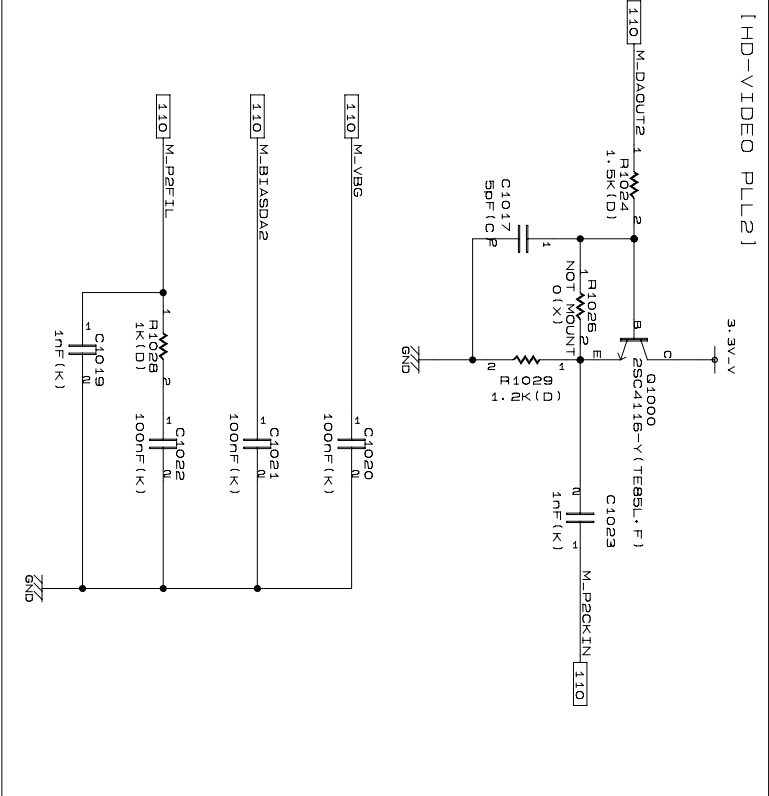 [HD-VIDEO PLL2]
3.3V-V
110
M_DAOUT2
1
R1024
1.5K(D)
2
B
C
E
Q1000
2SC4116-Y(TE85L.F)
1
R1026
NOT MOUNT
0(X)
2
C1017
5pF(C)
1
2
GND
2
R1029
1.2K(D)
1
2
C1023
1nF(K)
1
M_P2CKIN
110
110
M_VBG
1
C1020
100nF(K)
2
110
M_BIASDA2
1
C1021
100nF(K)
2
110
M_P2FIL
1
R1028
1K(D)
2
1
C1022
100nF(K)
2
1
C1019
1nF(K)
2
GND